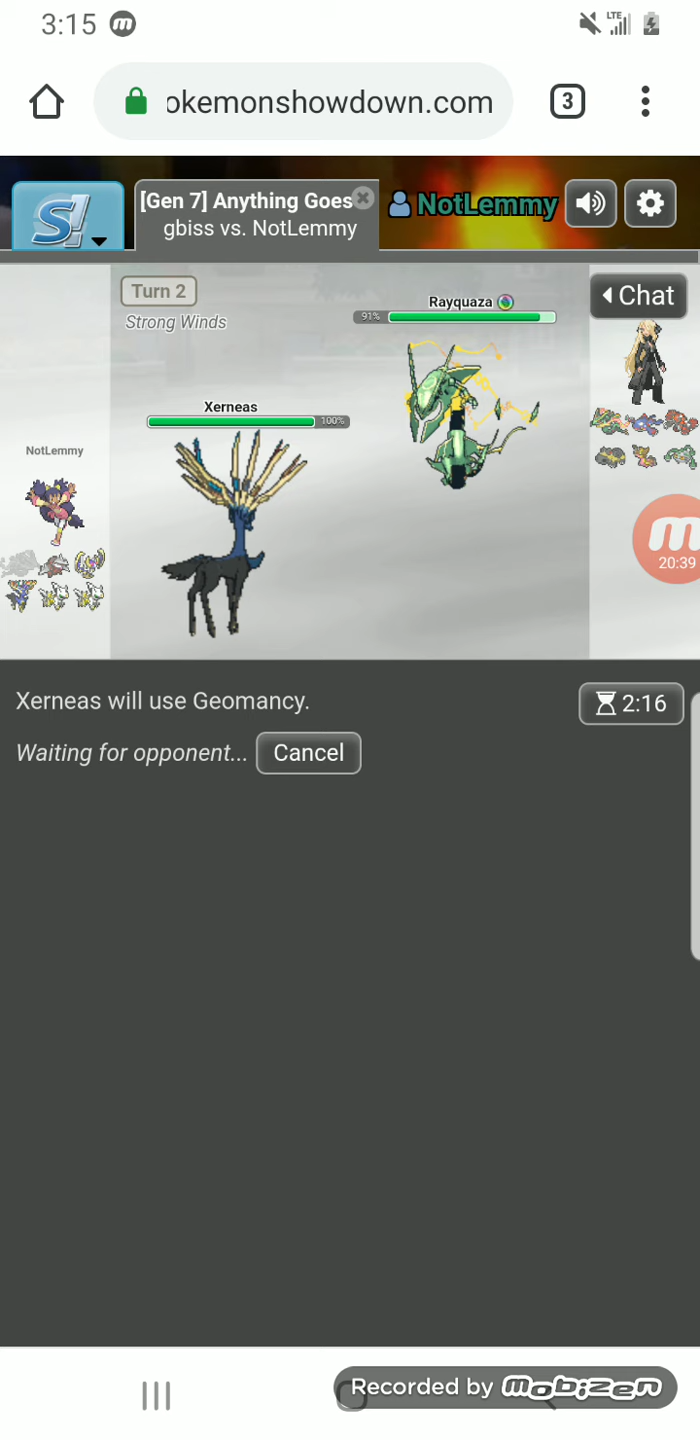 3:15
LTE
okemonshowdown.com
3
S!
[Gen 7] Anything Goes
gbiss vs. NotLemmy
NotLemmy
Turn 2
Strong Winds
Rayquaza
91%
Chat
Xerneas
100%
NotLemmy
20:39
Xerneas will use Geomancy.
2:16
Waiting for opponent...
Cancel
Recorded by mobizen